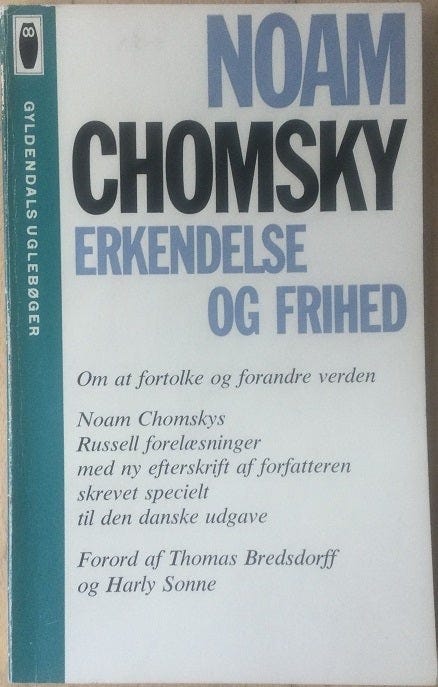 GYLDENDALS UGLEBØGER
NOAM
CHOMSKY
ERKENDELSE
OG FRIHED
Om at fortolke og forandre verden
Noam Chomskys
Russell forelæsninger
med ny efterskrift af forfatteren
skrevet specielt
til den danske udgave
Forord af Thomas Bredsdorff
og Harly Sonne